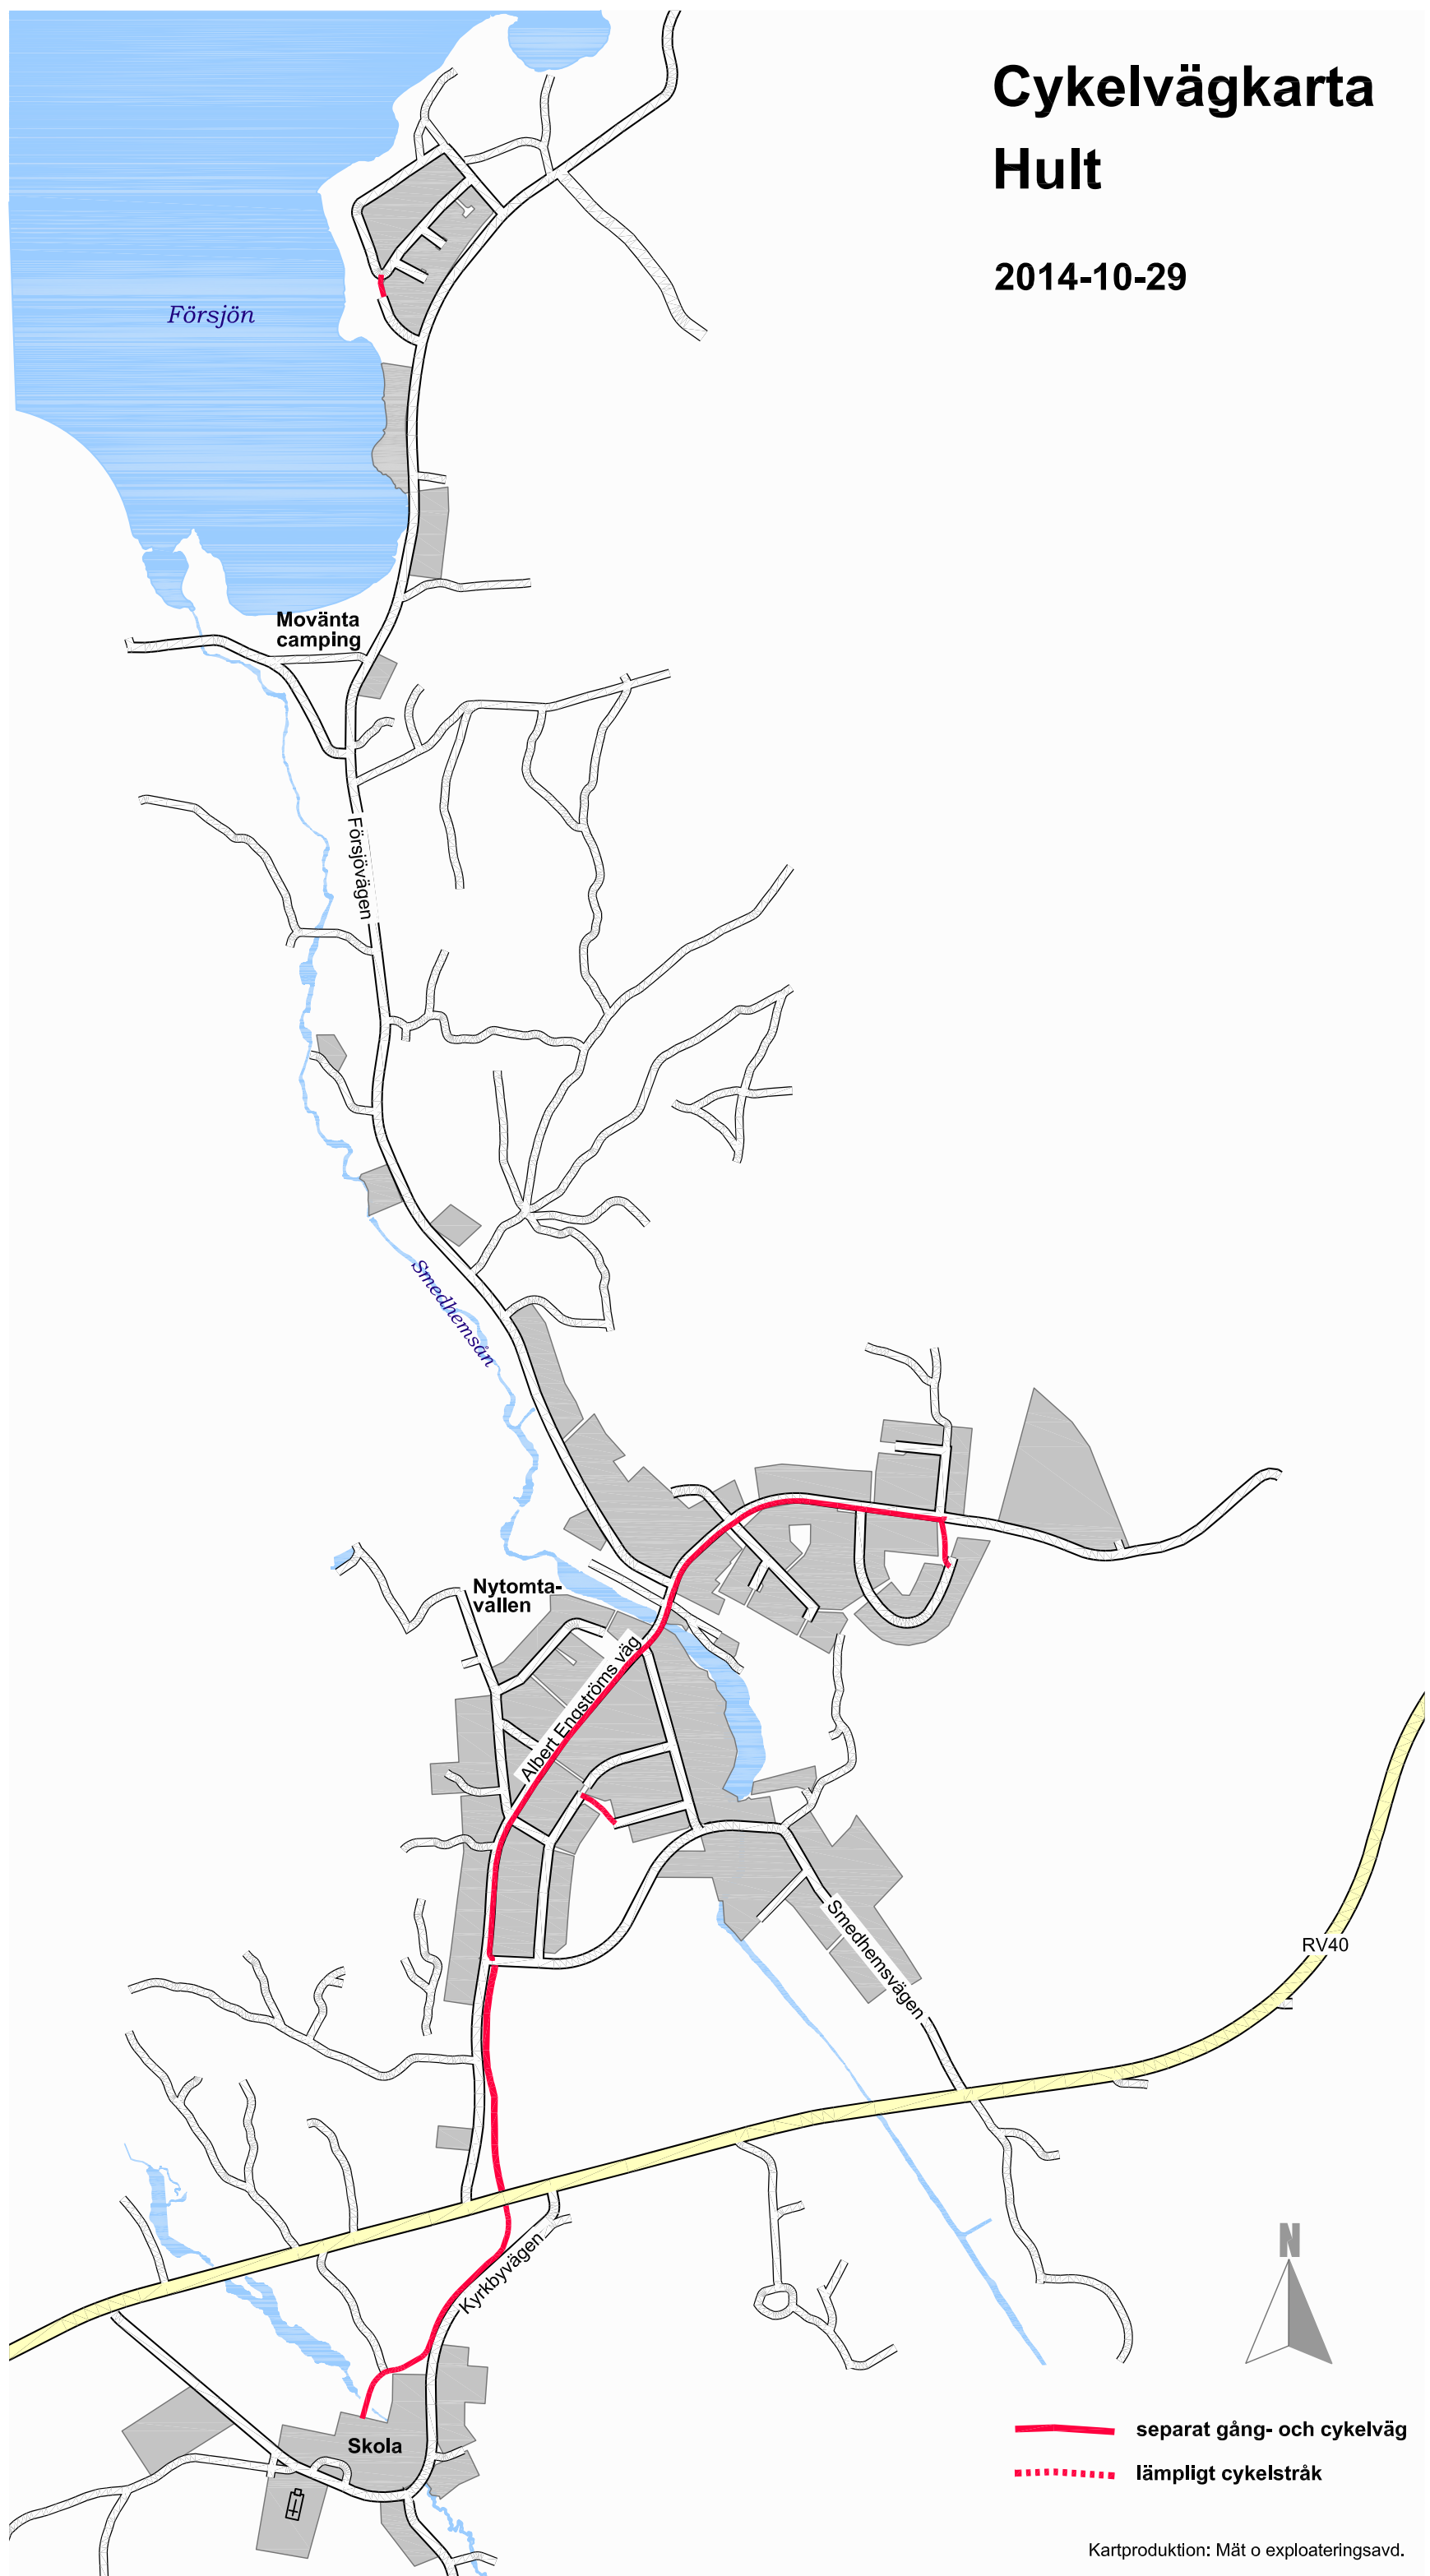 Cykelvägkarta
Hult
2014-10-29
Försjön
Movänta
camping
Försjövägen
Smedhemsån
Nytomta-
vallen
Albert Engströms väg
Smedhemsvägen
RV40
Kyrkbyvägen
N
separat gång- och cykelväg
Skola
lämpligt cykelstråk
Kartproduktion: Mät o exploateringsavd.